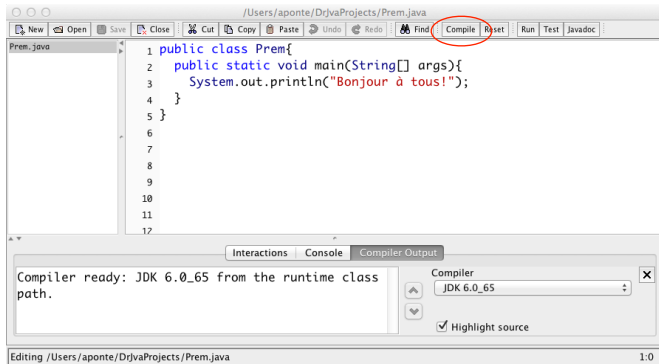 /Users/aponte/DrJvaProjects/Prem.java
New Open Save Close Cut Copy Paste Undo Redo Find Compile Reset Run Test Javadoc
Prem.java
1 public class Prem{
2 public static void main(String[] args){
3 System.out.println("Bonjour à tous!");
4 }
5 }
6
7
8
9
10
11
12
Interactions Console Compiler Output
Compiler ready: JDK 6.0_65 from the runtime class
path.
Compiler
JDK 6.0_65
Highlight source
Editing /Users/aponte/DrJvaProjects/Prem.java 1:0